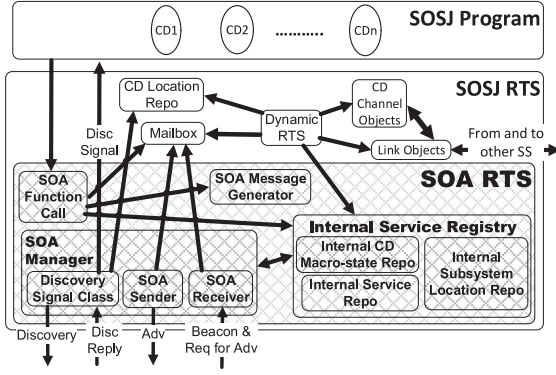 SOSJ Program
CD1
CD2
...........
CDn
SOSJ RTS
CD Location
Repo
CD
Channel
Objects
Dynamic
RTS
Mailbox
Disc
Signal
Link Objects
From and to
other SS
SOA RTS
SOA
Function
Call
SOA Message
Generator
Internal Service Registry
Internal CD
Macro-state Repo
Internal Service
Repo
Internal
Subsystem
Location Repo
SOA
Manager
Discovery
Signal Class
SOA
Sender
SOA
Receiver
Discovery
Disc
Reply
Adv
Beacon &
Req for Adv